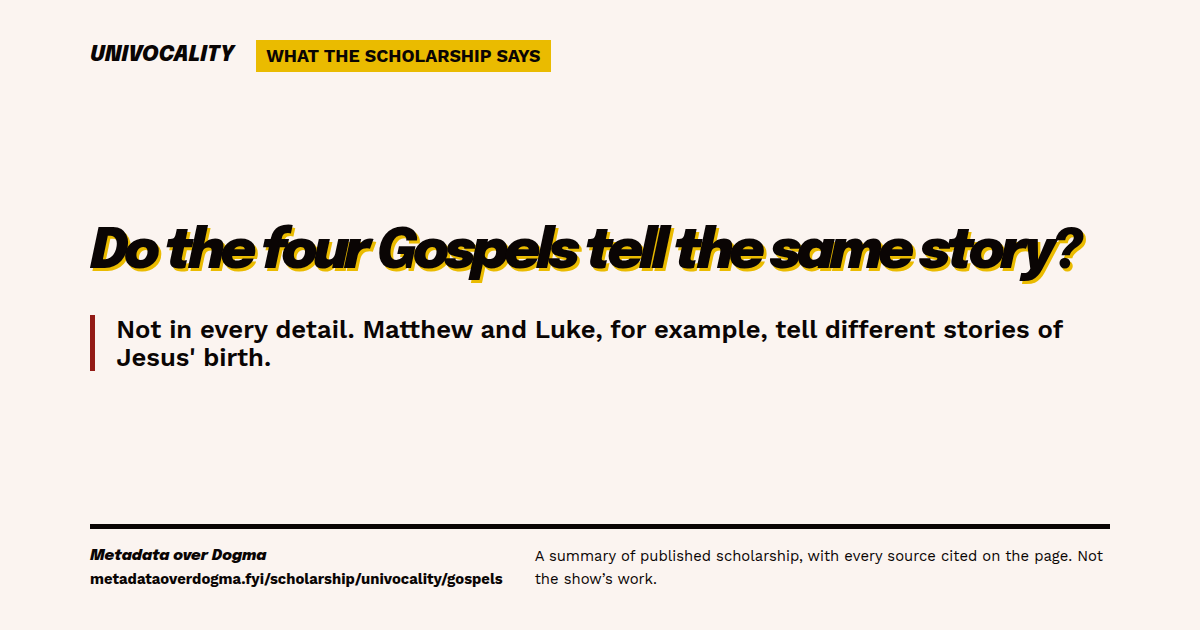 UNIVOCALITY
WHAT THE SCHOLARSHIP SAYS
Do the four Gospels tell the same story?
Not in every detail. Matthew and Luke, for example, tell different stories of
Jesus' birth.
Metadata over Dogma
metadataoverdogma.fyi/scholarship/univocality/gospels
A summary of published scholarship, with every source cited on the page. Not
the show’s work.